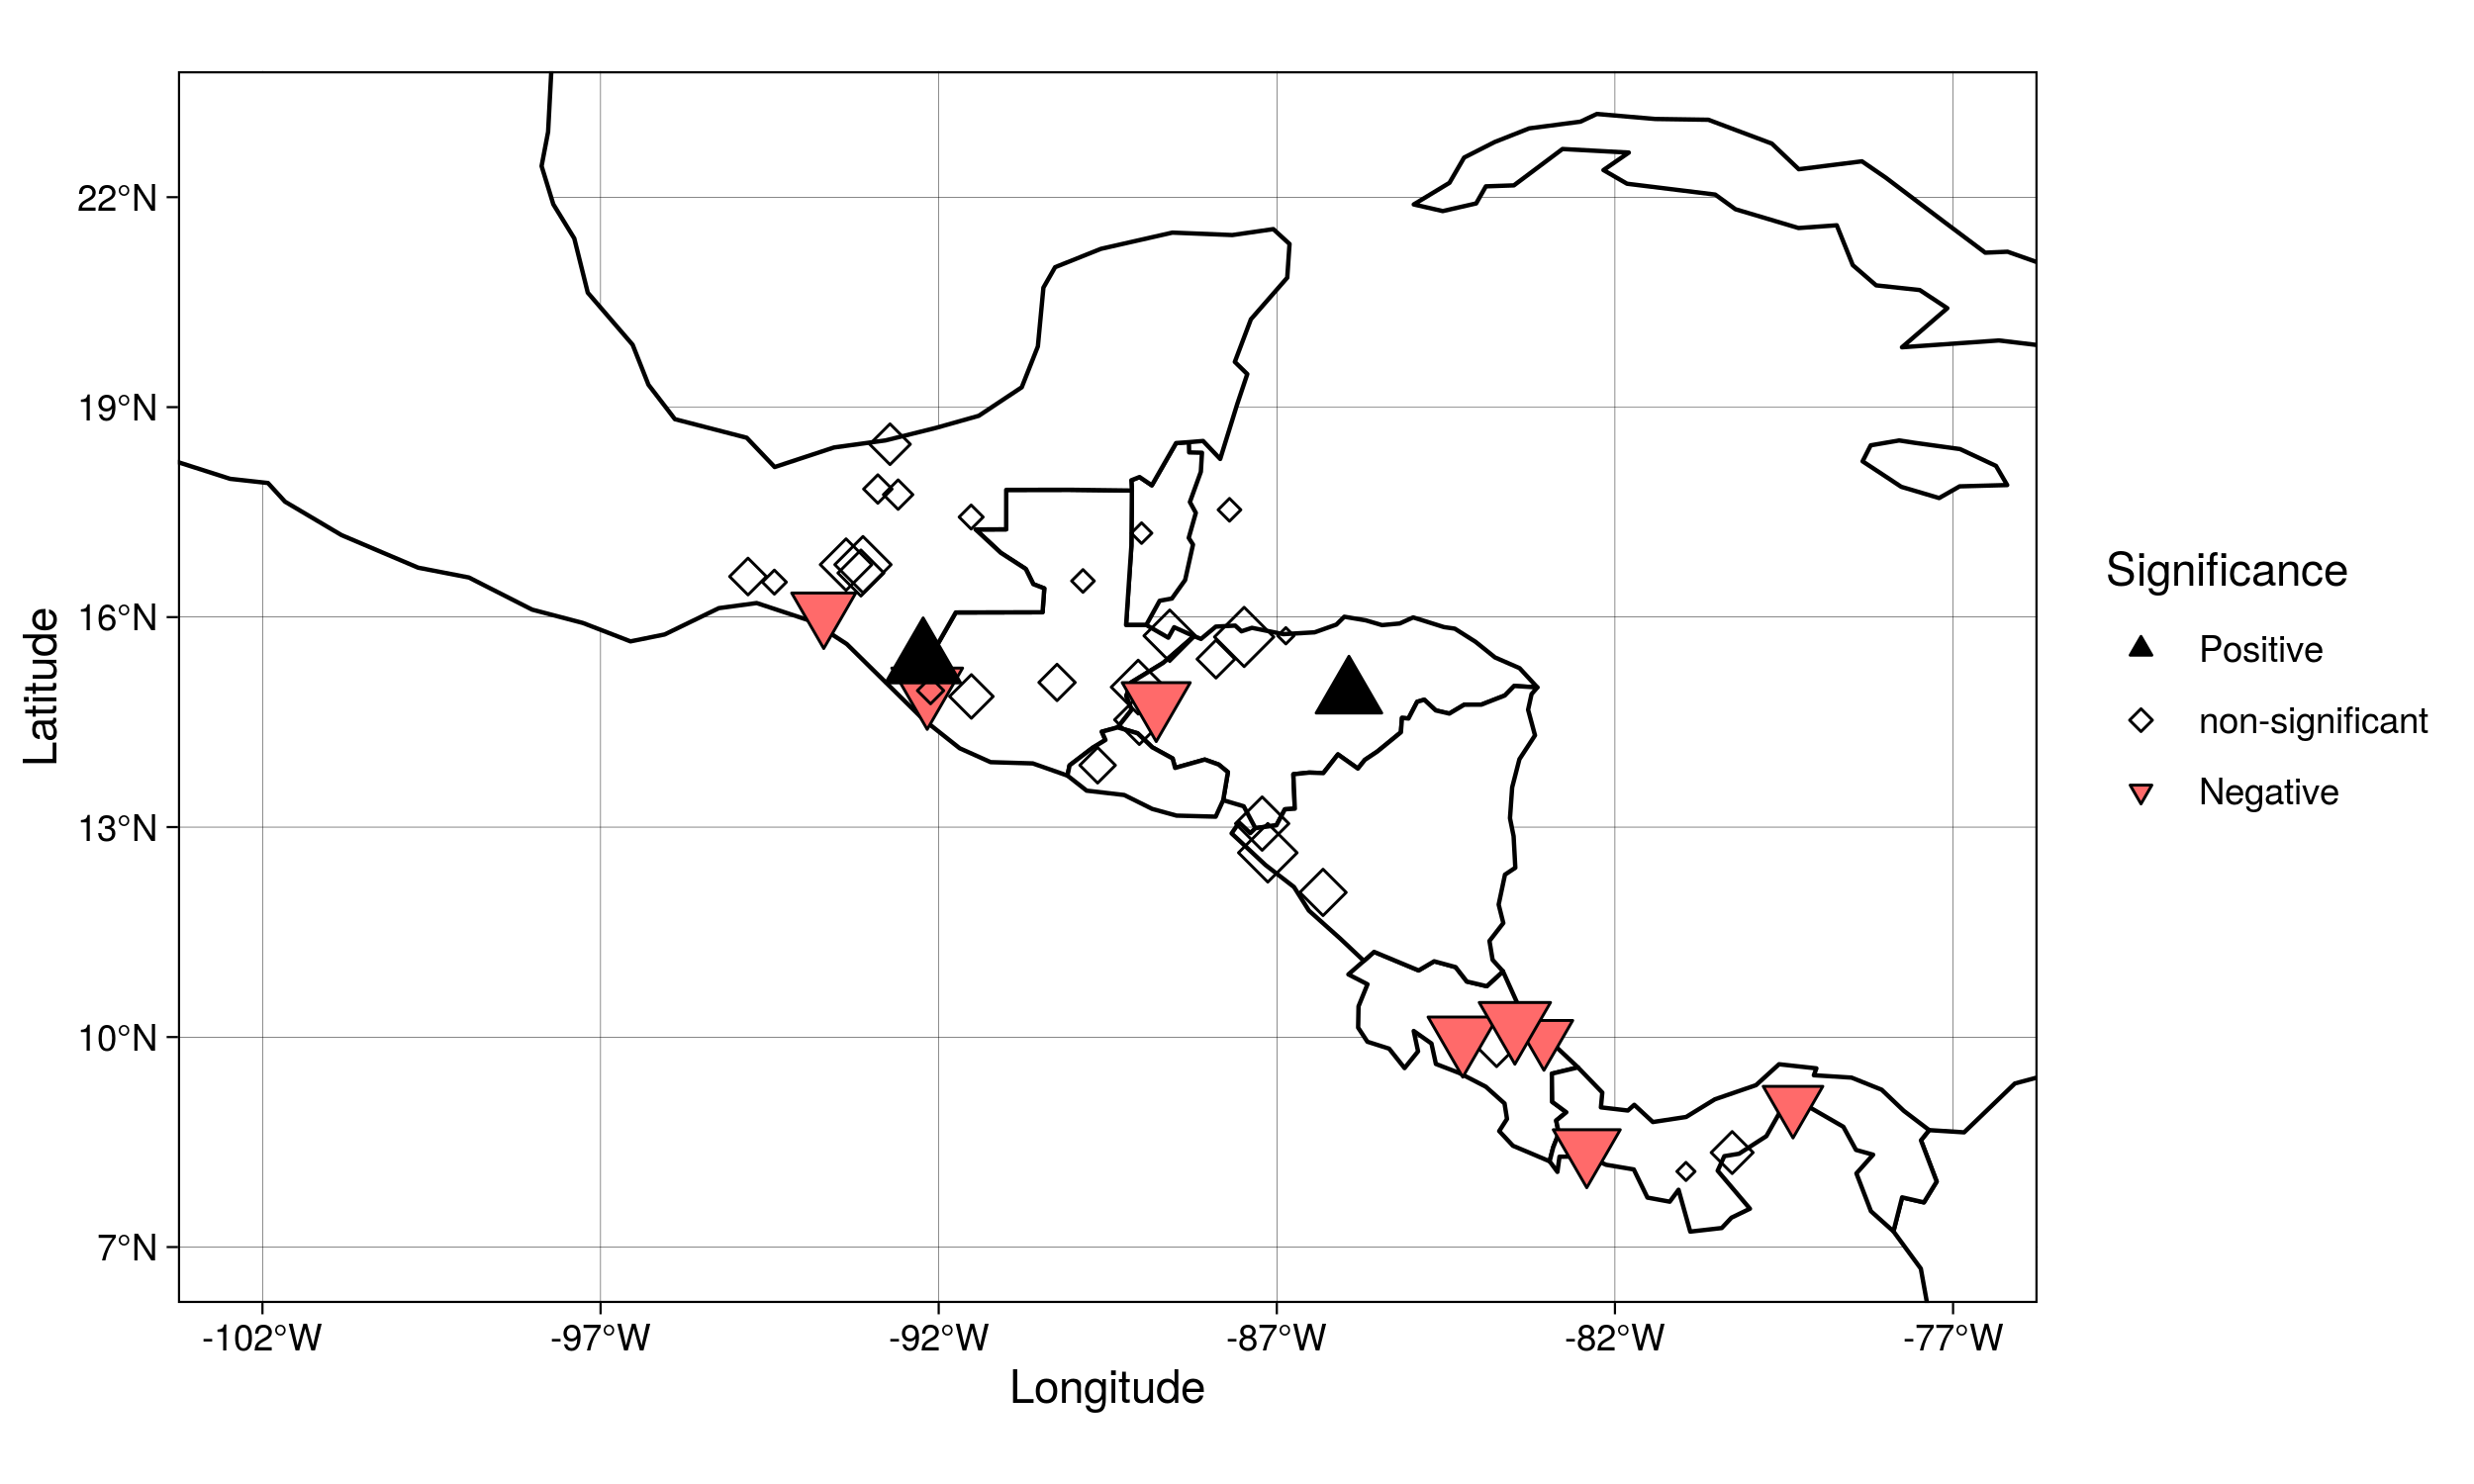 22°N
19°N
16°N
13°N
10°N
7°N
Latitude
-102°W
-97°W
-92°W
-87°W
-82°W
-77°W
Longitude
Significance
Positive
non-significant
Negative